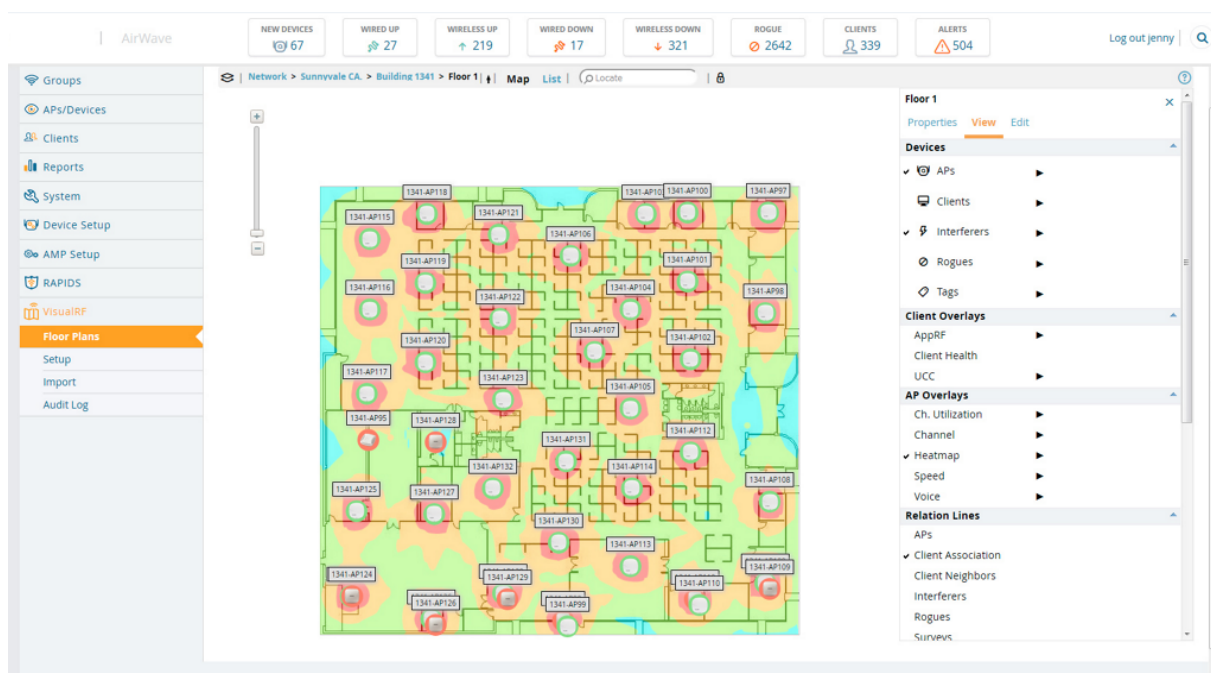 AirWave
NEW DEVICES
67
WIRED UP
27
WIRELESS UP
219
WIRED DOWN
17
WIRELESS DOWN
321
ROGUE
2642
CLIENTS
339
ALERTS
504
Log out jenny
Groups
APs/Devices
Clients
Reports
System
Device Setup
AMP Setup
RAPIDS
VisualRF
Floor Plans
Setup
Import
Audit Log
Network > Sunnyvale CA. > Building 1341 > Floor 1 | Map List | Locate
1341-AP118
1341-AP100
1341-AP97
1341-AP115
1341-AP121
1341-AP106
1341-AP119
1341-AP101
1341-AP116
1341-AP122
1341-AP104
1341-AP98
1341-AP107
1341-AP120
1341-AP102
1341-AP117
1341-AP123
1341-AP105
1341-AP95
1341-AP128
1341-AP131
1341-AP112
1341-AP132
1341-AP114
1341-AP125
1341-AP127
1341-AP108
1341-AP130
1341-AP113
1341-AP124
1341-AP129
1341-AP109
1341-AP110
1341-AP126
1341-AP99
Floor 1
Properties View Edit
Devices
APs
Clients
Interferers
Rogues
Tags
Client Overlays
AppRF
Client Health
UCC
AP Overlays
Ch. Utilization
Channel
Heatmap
Speed
Voice
Relation Lines
APs
Client Association
Client Neighbors
Interferers
Rogues
Surveys